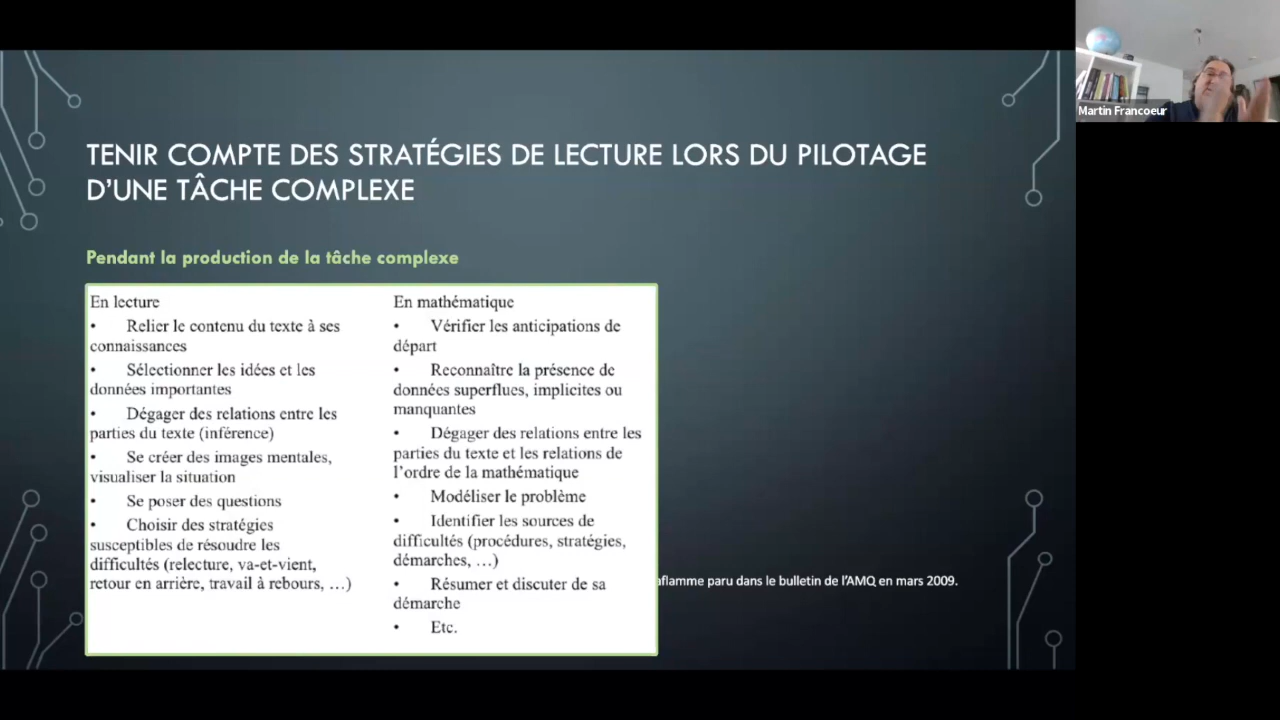 TENIR COMPTE DES STRATÉGIES DE LECTURE LORS DU PILOTAGE
D'UNE TÂCHE COMPLEXE
Pendant la production de la tâche complexe
En lecture
• Relier le contenu du texte à ses
connaissances
• Sélectionner les idées et les
données importantes
• Dégager des relations entre les
parties du texte (inférence)
• Se créer des images mentales,
visualiser la situation
• Se poser des questions
• Choisir des stratégies
susceptibles de résoudre les
difficultés (relecture, va-et-vient,
retour en arrière, travail à rebours, …)
En mathématique
• Vérifier les anticipations de
départ
• Reconnaître la présence de
données superflues, implicites ou
manquantes
• Dégager des relations entre les
parties du texte et les relations de
l'ordre de la mathématique
• Modéliser le problème
• Identifier les sources de
difficultés (procédures, stratégies,
démarches, …)
• Résumer et discuter de sa
démarche
• Etc.
aflamme paru dans le bulletin de l'AMQ en mars 2009.
Martin Francoeur